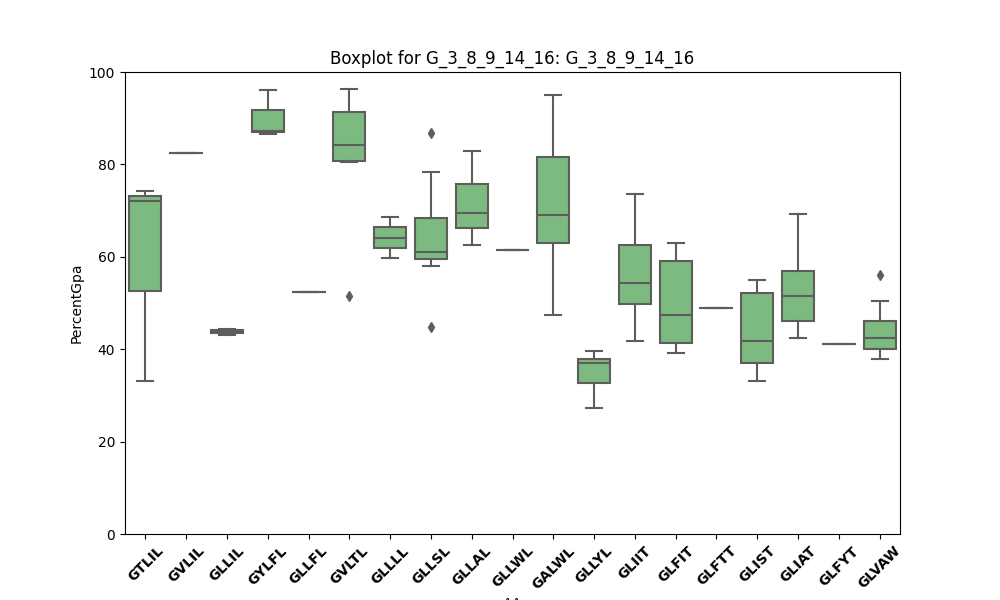 Boxplot for G_3_8_9_14_16: G_3_8_9_14_16
PercentGpa
100
80
60
40
20
0
GTLIL
GVLIL
GLLIL
GYLFL
GLLFL
GVLTL
GLLLL
GLLSL
GLLAL
GLLWL
GALWL
GLLYL
GLIIT
GLFIT
GLFTT
GLIST
GLIAT
GLFYT
GLVAW